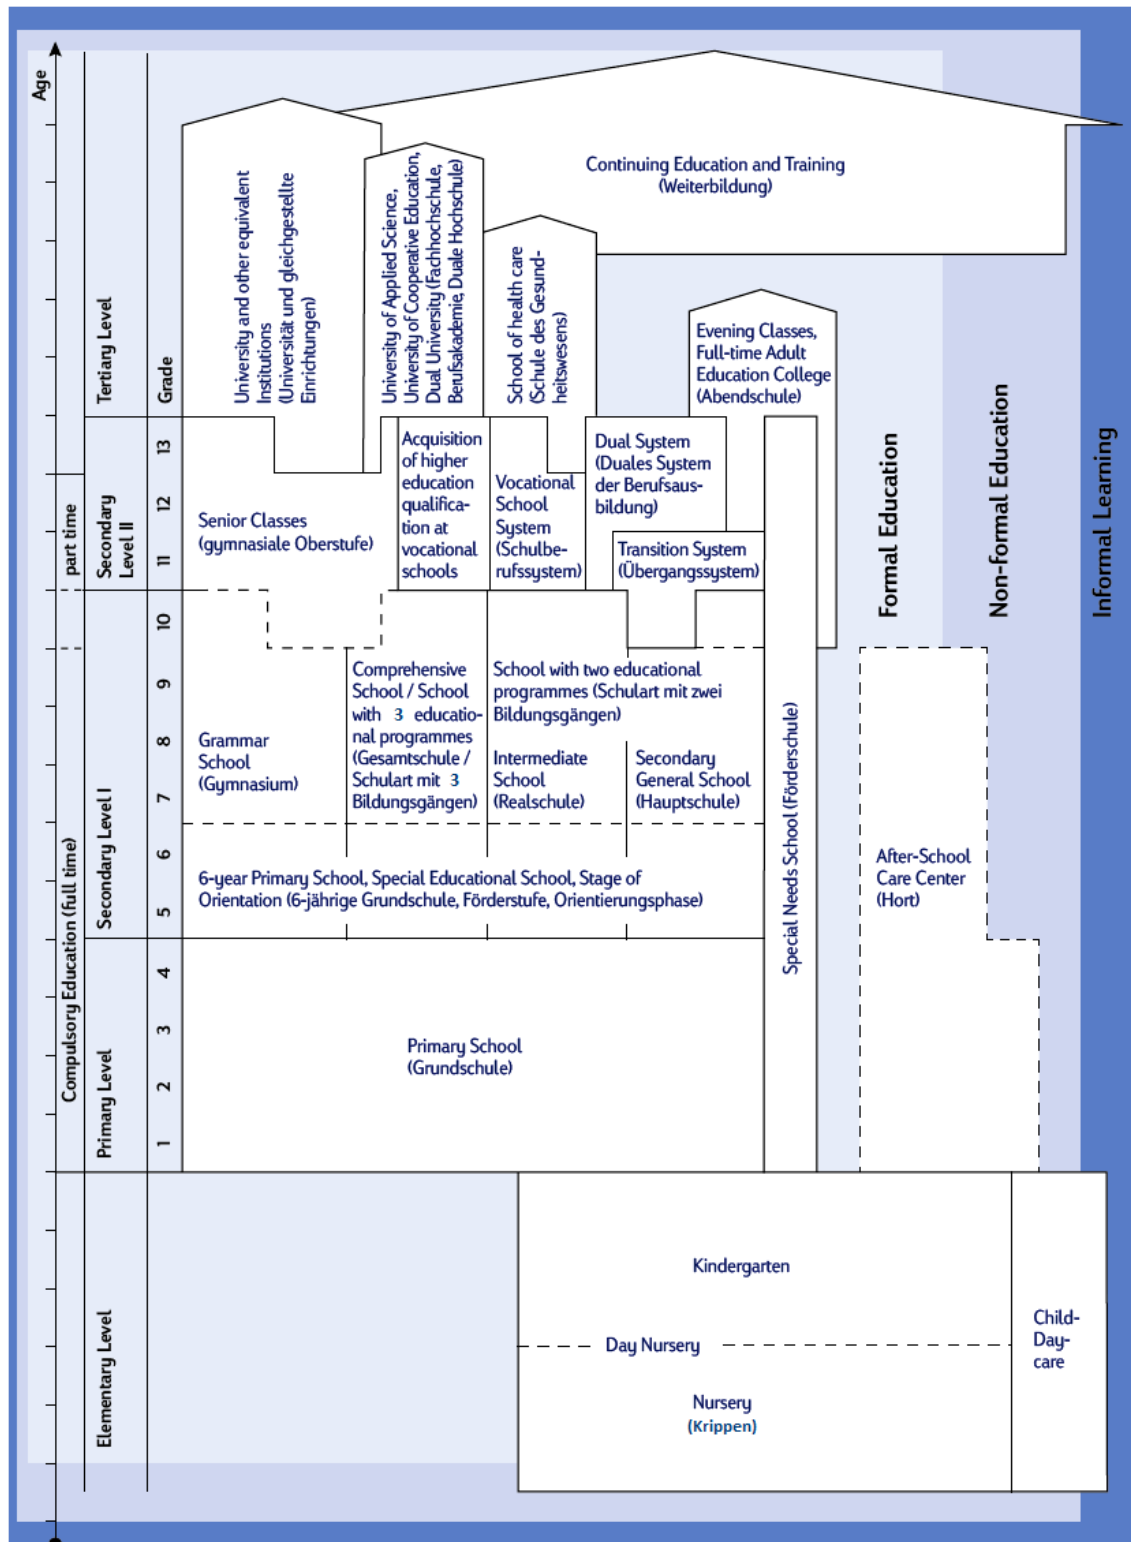 Age
Compulsory Education (full time)
part time
Tertiary Level
Secondary
Level II
Secondary Level I
Primary Level
Elementary Level
Grade
13
12
11
10
9
8
7
6
5
4
3
2
1
University and other equivalent
Institutions
(Universität und gleichgestellte
Einrichtungen)
University of Applied Science,
University of Cooperative Education,
Dual University (Fachhochschule,
Berufsakademie, Duale Hochschule)
School of health care
(Schule des Gesund-
heitswesens)
Continuing Education and Training
(Weiterbildung)
Evening Classes,
Full-time Adult
Education College
(Abendschule)
Senior Classes
(gymnasiale Oberstufe)
Acquisition
of higher
education
qualifica-
tion at
vocational
schools
Vocational
School
System
(Schulbe-
rufssystem)
Dual System
(Duales System
der Berufsaus-
bildung)
Transition System
(Übergangssystem)
Grammar
School
(Gymnasium)
Comprehensive
School / School
with 3 educatio-
nal programmes
(Gesamtschule /
Schulart mit 3
Bildungsgängen)
School with two educational
programmes (Schulart mit zwei
Bildungsgängen)
Intermediate
School
(Realschule)
Secondary
General School
(Hauptschule)
6-year Primary School, Special Educational School, Stage of
Orientation (6-jährige Grundschule, Förderstufe, Orientierungsphase)
Primary School
(Grundschule)
Special Needs School (Förderschule)
After-School
Care Center
(Hort)
Formal Education
Non-formal Education
Informal Learning
Kindergarten
Day Nursery
Nursery
(Krippen)
Child-
Day-
care